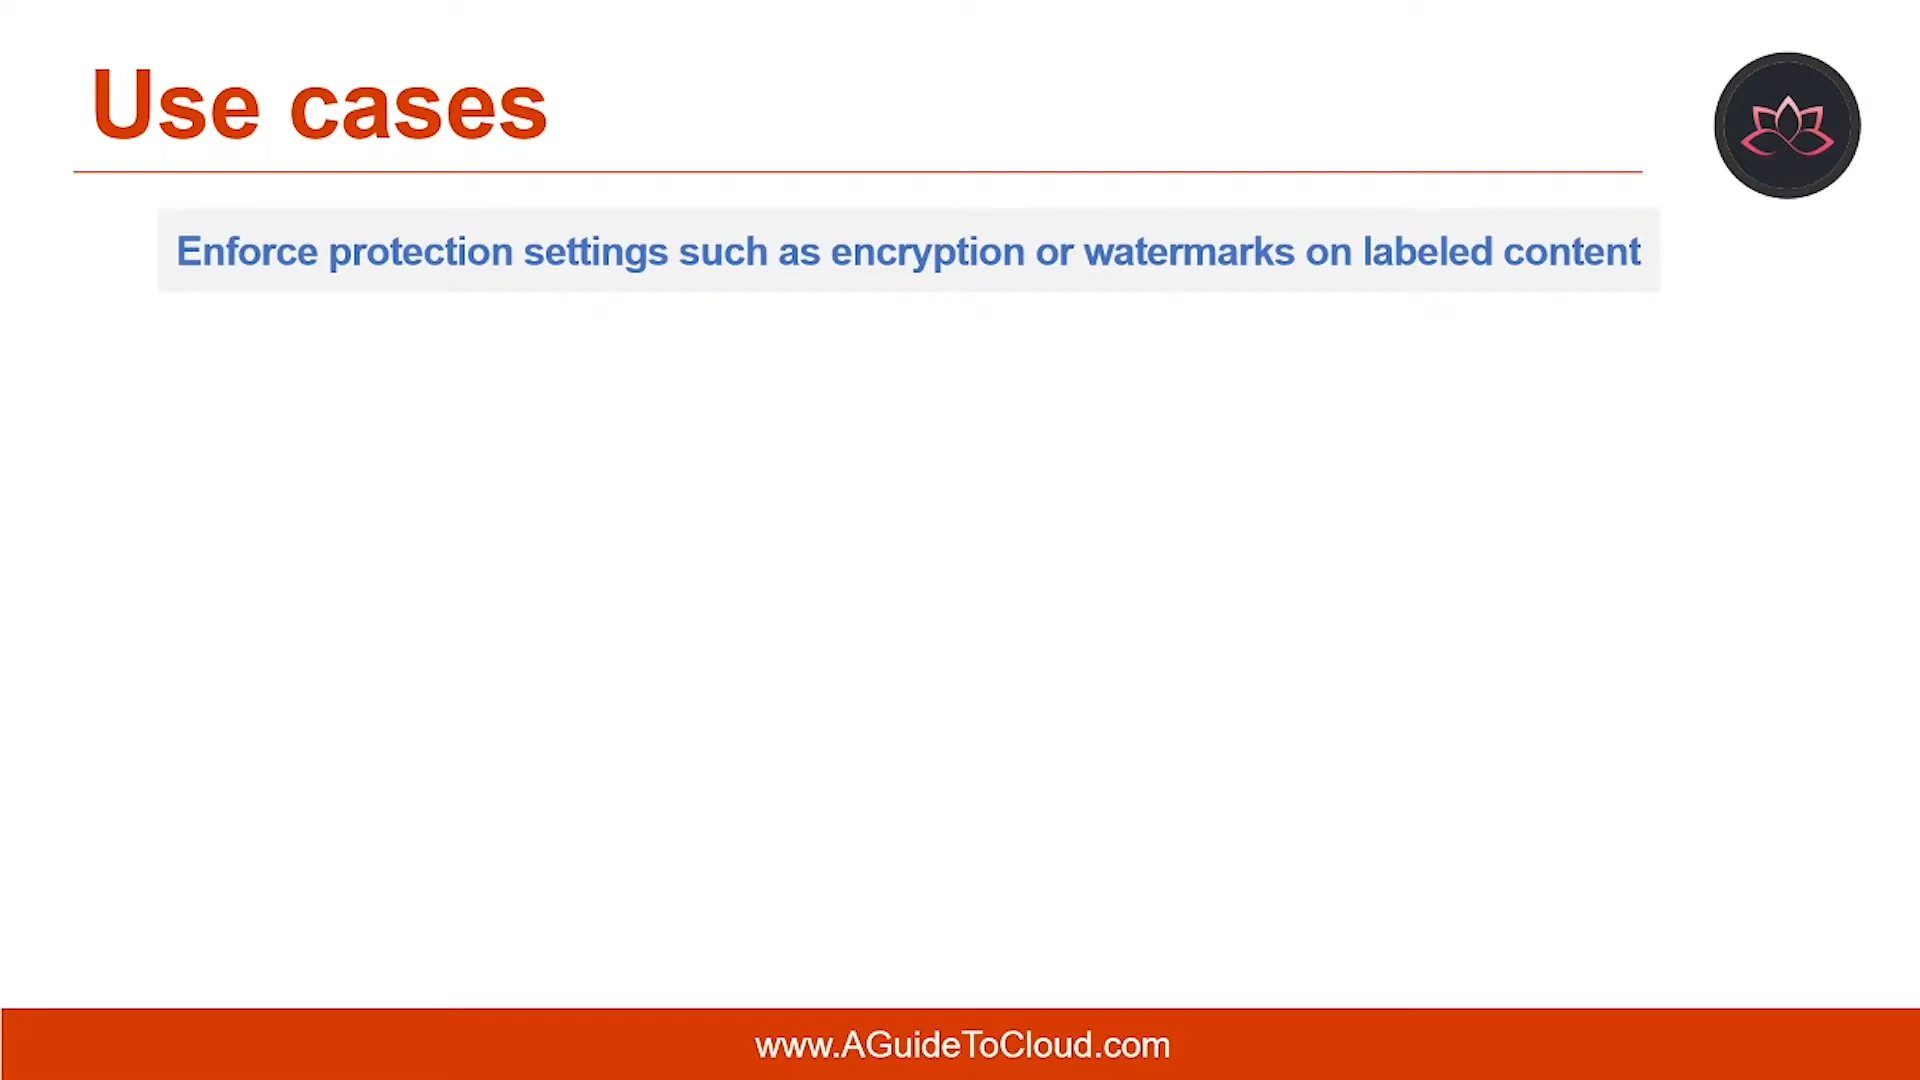 Use cases
Enforce protection settings such as encryption or watermarks on labeled content
www.AGuideToCloud.com